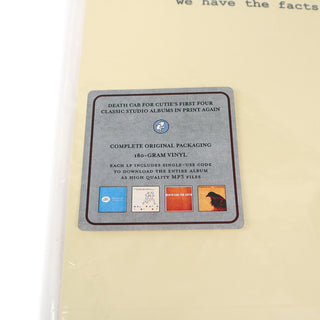 we have the facts
DEATH CAB FOR CUTIE'S FIRST FOUR
CLASSIC STUDIO ALBUMS IN PRINT AGAIN
COMPLETE ORIGINAL PACKAGING
180-GRAM VINYL
EACH LP INCLUDES SINGLE-USE CODE
TO DOWNLOAD THE ENTIRE ALBUM
AS HIGH QUALITY MP3 FILES